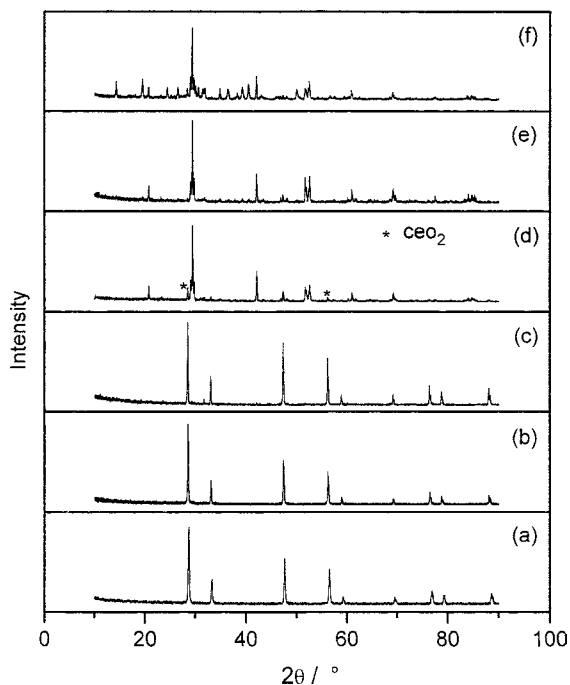 (f)
(e)
* ceo2
(d)
*
*
(c)
(b)
(a)
Intensity
0 20 40 60 80 100
2θ / °